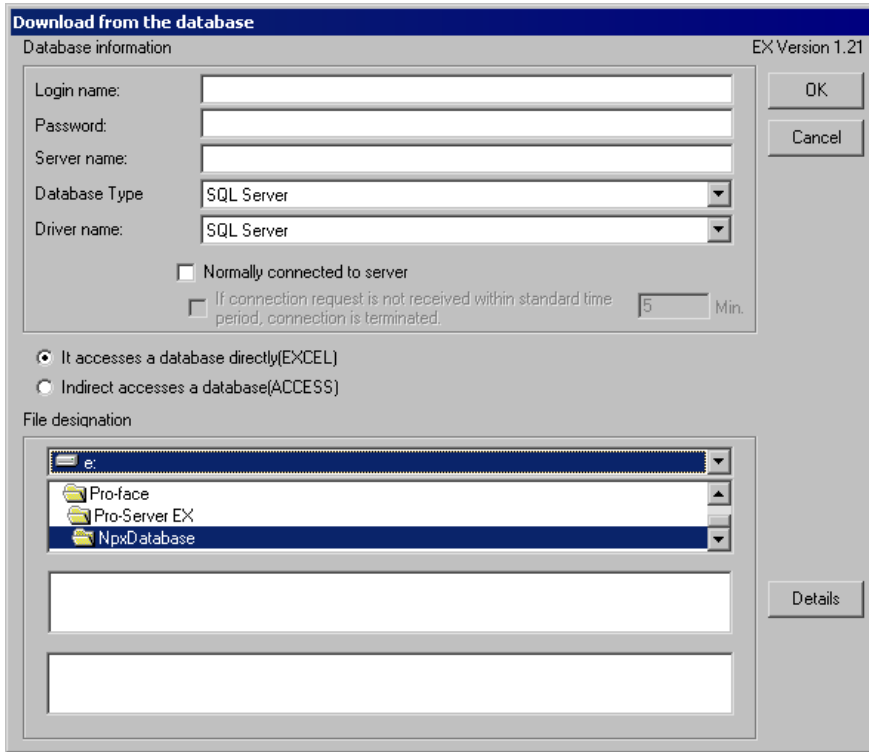 Download from the database
Database information
EX Version 1.21
Login name:
OK
Password:
Cancel
Server name:
Database Type
SQL Server
Driver name:
SQL Server
Normally connected to server
If connection request is not received within standard time
period, connection is terminated.
5
Min.
It accesses a database directly(EXCEL)
Indirect accesses a database(ACCESS)
File designation
e:
Pro-face
Pro-Server EX
NpxDatabase
Details